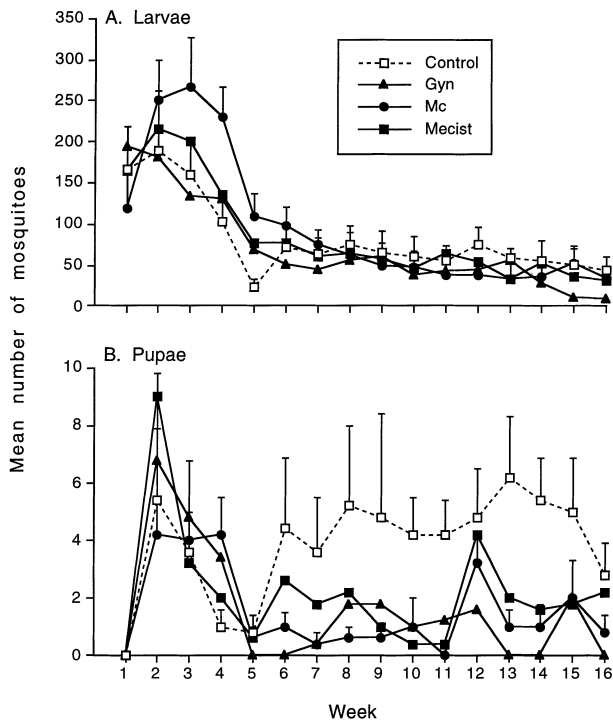 A. Larvae
350
300
250
200
150
100
50
0
Control
Gyn
Mc
Mecist
Mean number of mosquitoes
B. Pupae
10
8
6
4
2
0
1 2 3 4 5 6 7 8 9 10 11 12 13 14 15 16
Week